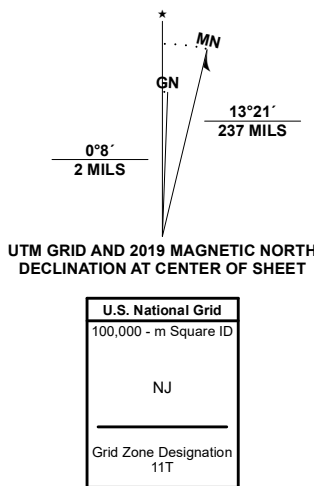 ★
MN
GN
13°21´
237 MILS
0°8´
2 MILS
UTM GRID AND 2019 MAGNETIC NORTH
DECLINATION AT CENTER OF SHEET
U.S. National Grid
100,000 - m Square ID
NJ
Grid Zone Designation
11T